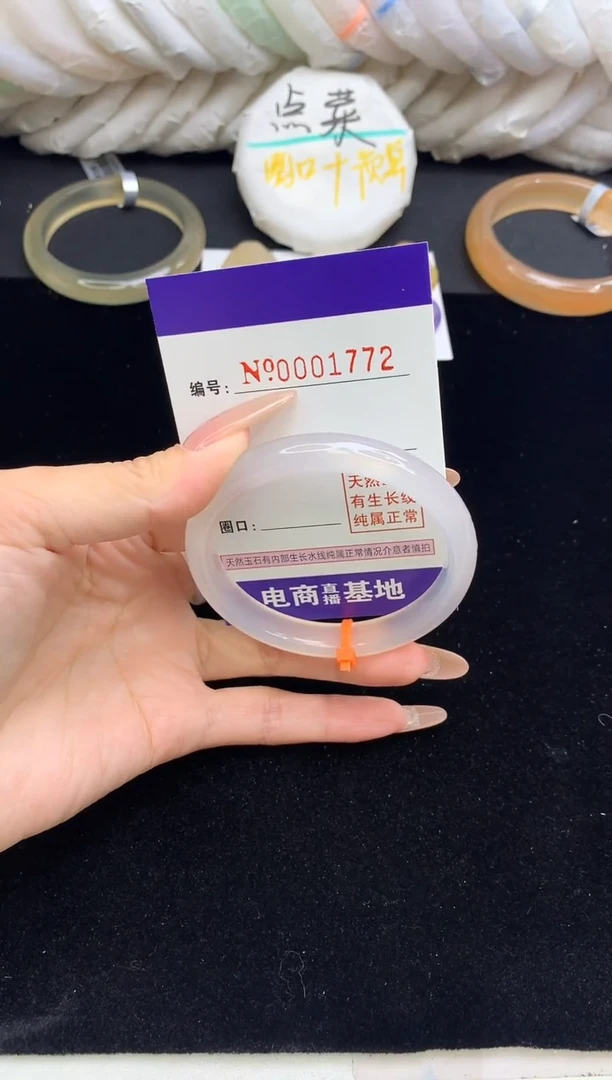 点菜
圈口十预算
编号: №0001772
天然
有生长纹
纯属正常
圈口:
天然玉石有内部生长水线纯属正常情况介意者慎拍
电商直播基地